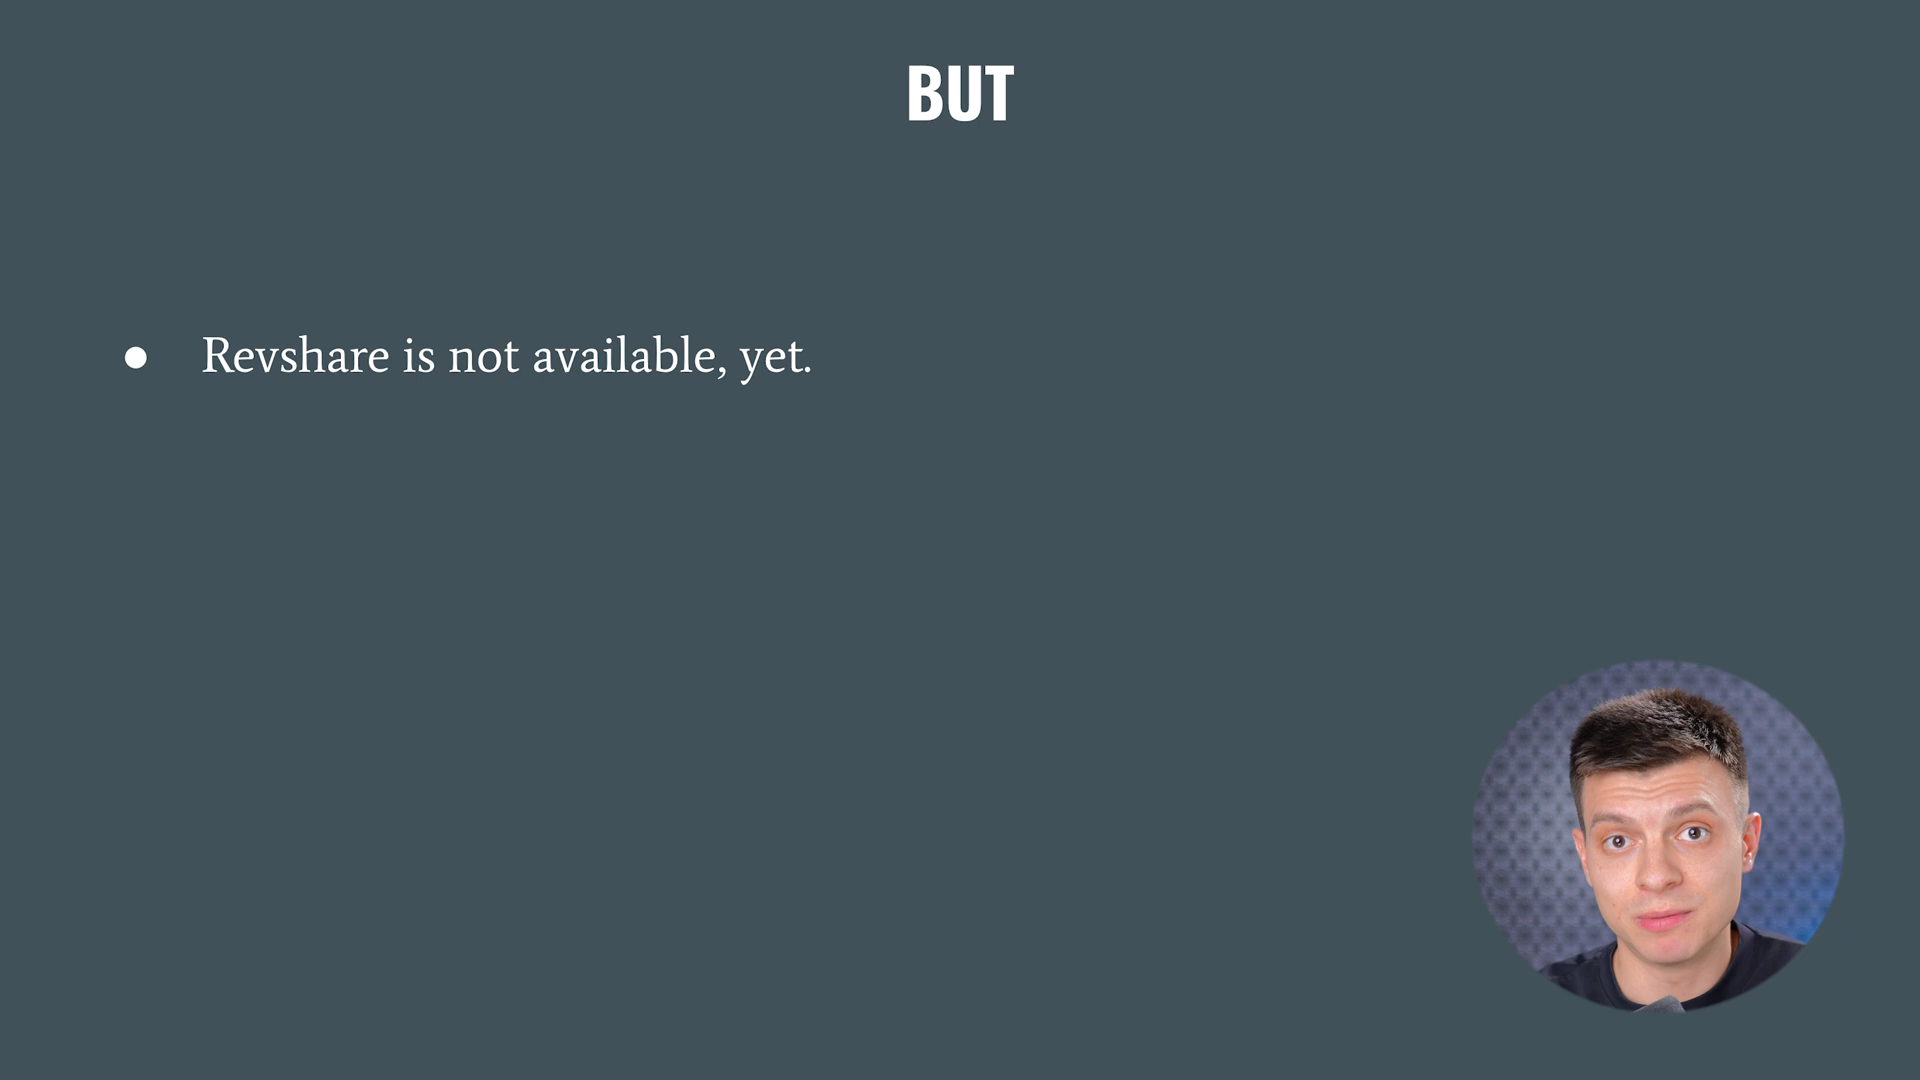 BUT
● Revshare is not available, yet.